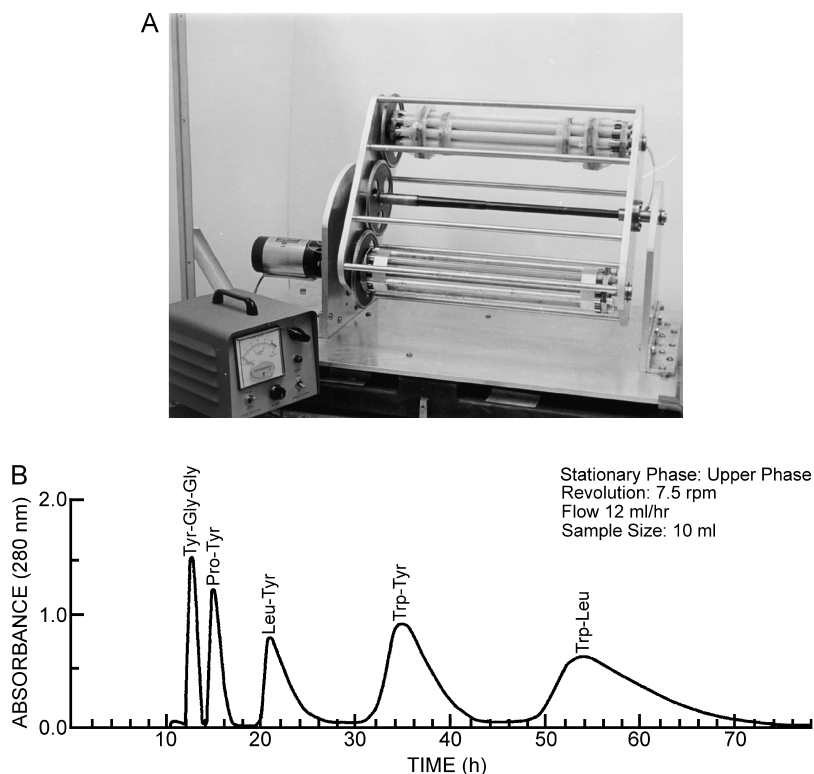 A
B
Stationary Phase: Upper Phase
Revolution: 7.5 rpm
Flow 12 ml/hr
Sample Size: 10 ml
ABSORBANCE (280 nm)
2.0
1.0
0.0
Tyr-Gly-Gly
Pro-Tyr
Leu-Tyr
Trp-Tyr
Trp-Leu
10 20 30 40 50 60 70
TIME (h)